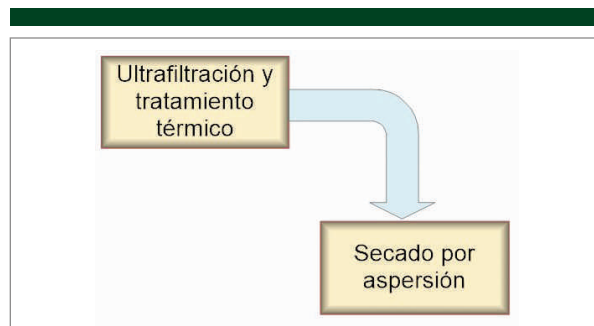 Ultrafiltración y
tratamiento
térmico
Secado por
aspersión